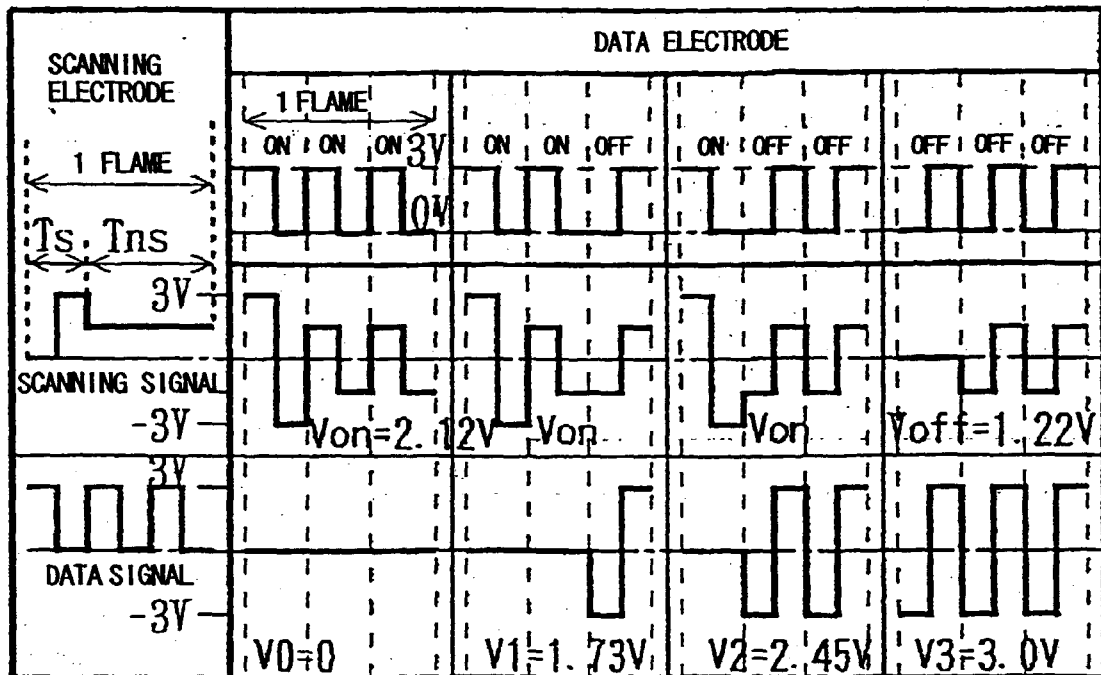 SCANNING
ELECTRODE
DATA ELECTRODE
1 FLAME
1 FLAME
ON ON ON 3V
ON ON OFF
ON OFF OFF
OFF OFF OFF
0V
Ts Tns
3V
SCANNING SIGNAL
-3V
Von=2.12V
Von
Von
Voff=1.22V
3V
DATA SIGNAL
-3V
V0=0
V1=1.73V
V2=2.45V
V3=3.0V